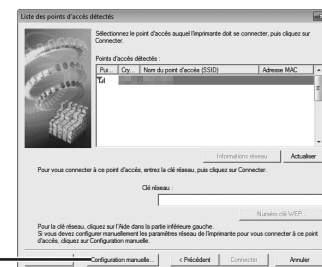 Liste des points d'accès détectés
Sélectionnez le point d'accès auquel l'imprimante doit se connecter, puis cliquez sur
Connecter.
Points d'accès détectés :
Pui... Cry... Nom du point d'accès (SSID) Adresse MAC
Informations réseau Actualiser
Pour vous connecter à ce point d'accès, entrez la clé réseau, puis cliquez sur Connecter.
Clé réseau :
Numéro clé WEP...
Pour la clé réseau, cliquez sur l'Aide dans la partie inférieure gauche.
Si vous devez configurer manuellement les paramètres réseau de l'imprimante pour vous connecter à ce point
d'accès, cliquez sur Configuration manuelle.
Configuration manuelle... < Précédent Connecter Annuler